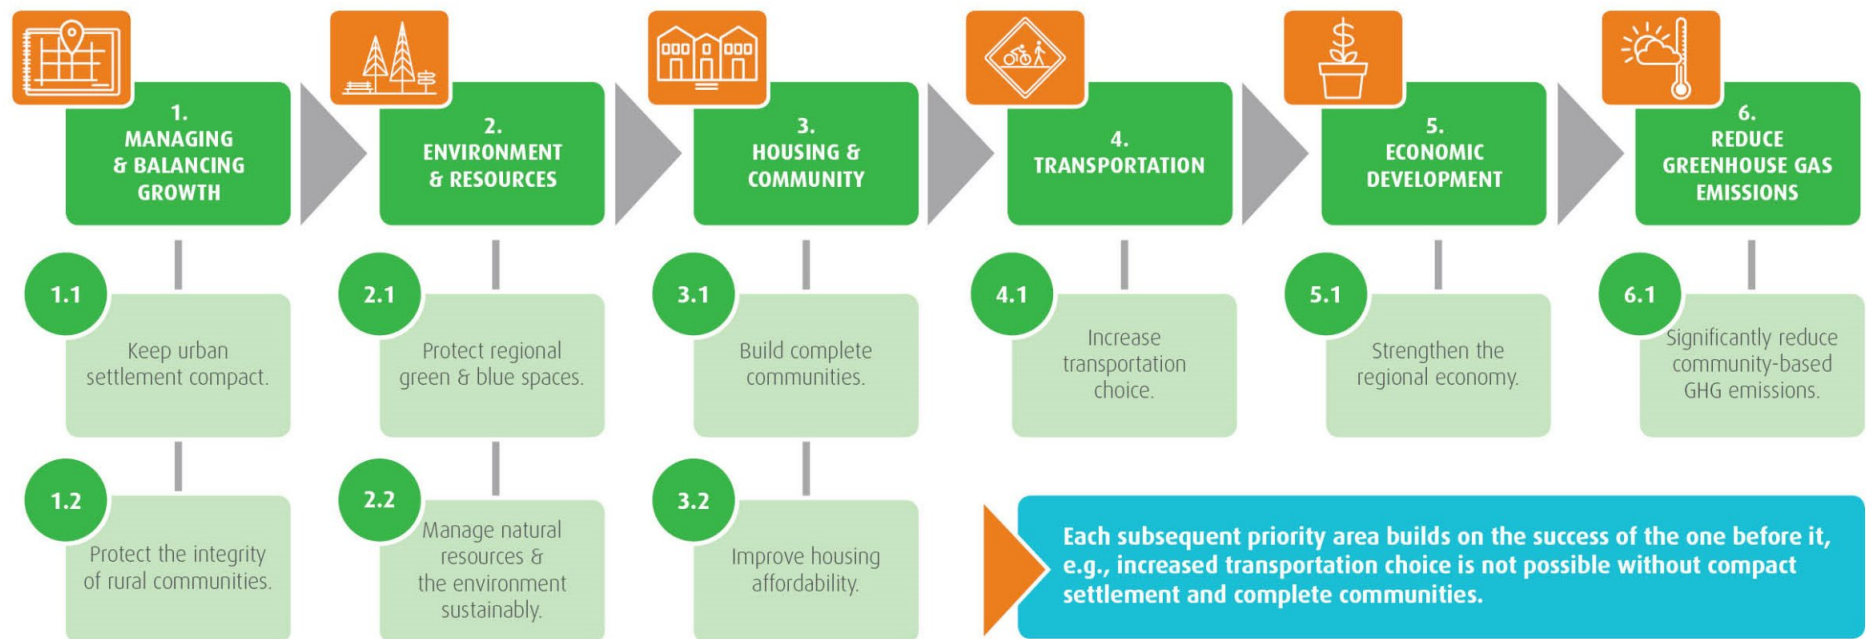 1.
MANAGING
& BALANCING
GROWTH
2.
ENVIRONMENT
& RESOURCES
3.
HOUSING &
COMMUNITY
4.
TRANSPORTATION
5.
ECONOMIC
DEVELOPMENT
6.
REDUCE
GREENHOUSE GAS
EMISSIONS
1.1
Keep urban
settlement compact.
2.1
Protect regional
green & blue spaces.
3.1
Build complete
communities.
4.1
Increase
transportation
choice.
5.1
Strengthen the
regional economy.
6.1
Significantly reduce
community-based
GHG emissions.
1.2
Protect the integrity
of rural communities.
2.2
Manage natural
resources &
the environment
sustainably.
3.2
Improve housing
affordability.
Each subsequent priority area builds on the success of the one before it,
e.g., increased transportation choice is not possible without compact
settlement and complete communities.